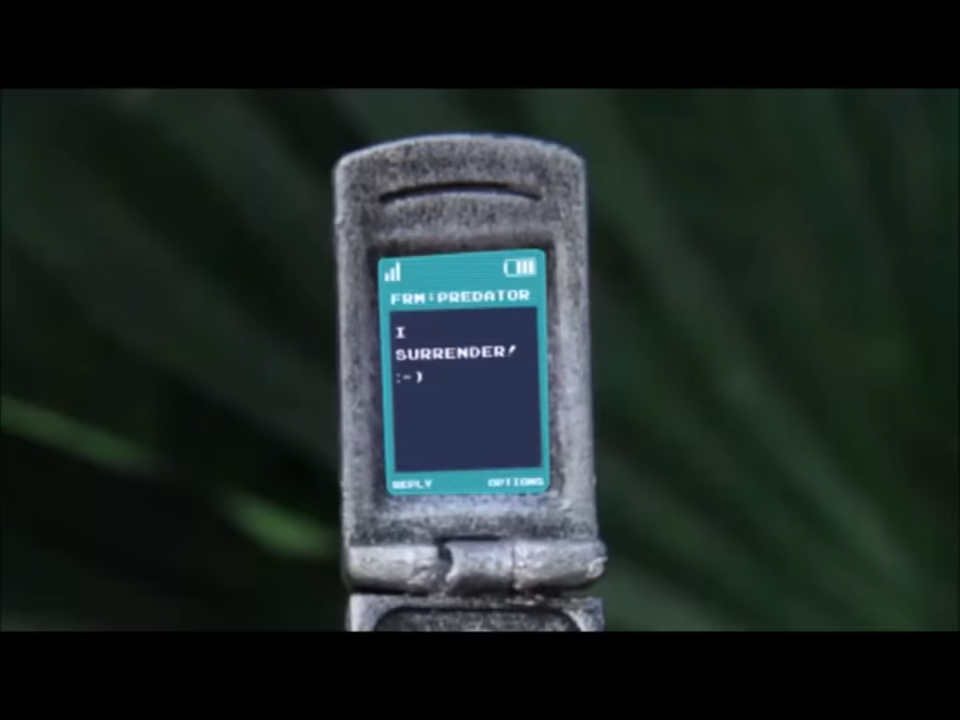 FRM:PREDATOR
I
SURRENDER!
:-)
REPLY OPTIONS